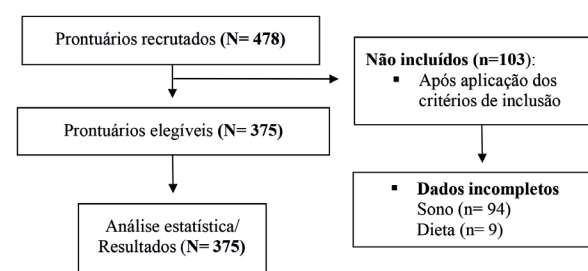 Prontuários recrutados (N= 478)
Não incluídos (n=103):
▪ Após aplicação dos
critérios de inclusão
Prontuários elegíveis (N= 375)
▪ Dados incompletos
Sono (n= 94)
Dieta (n= 9)
Análise estatística/
Resultados (N= 375)